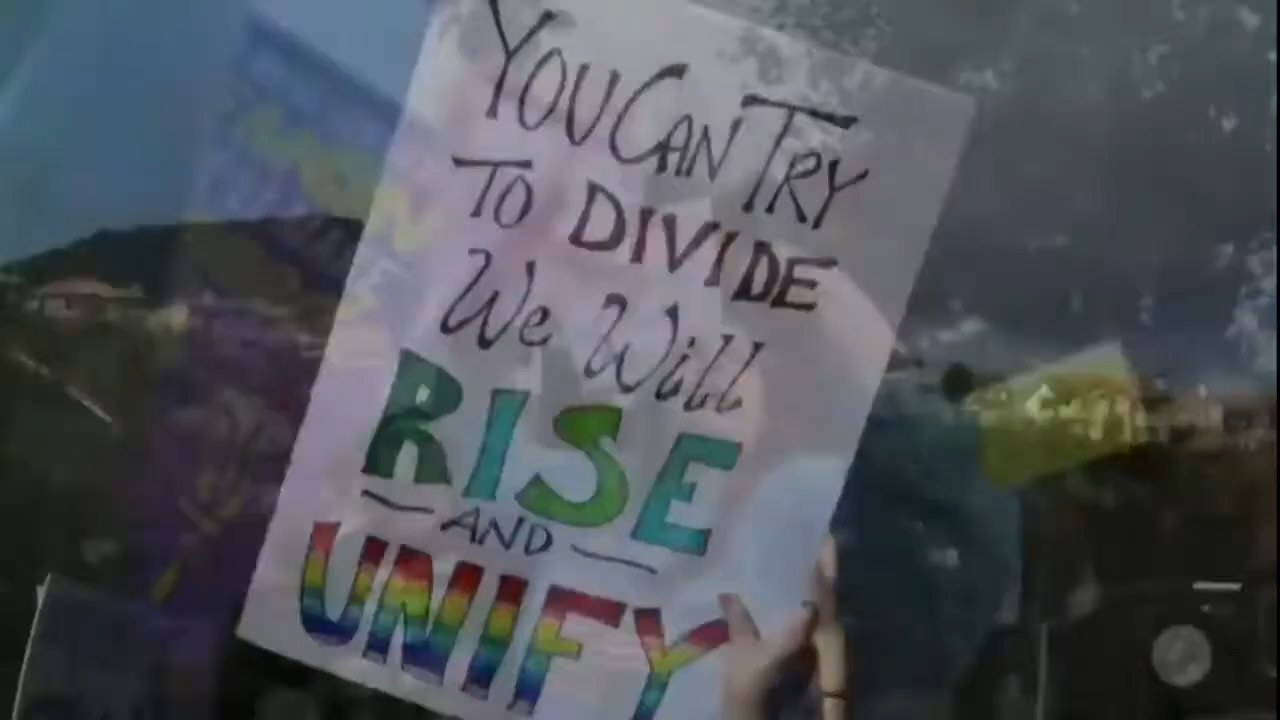 YOU CAN TRY
TO DIVIDE
We Will
RISE
AND
UNIFY